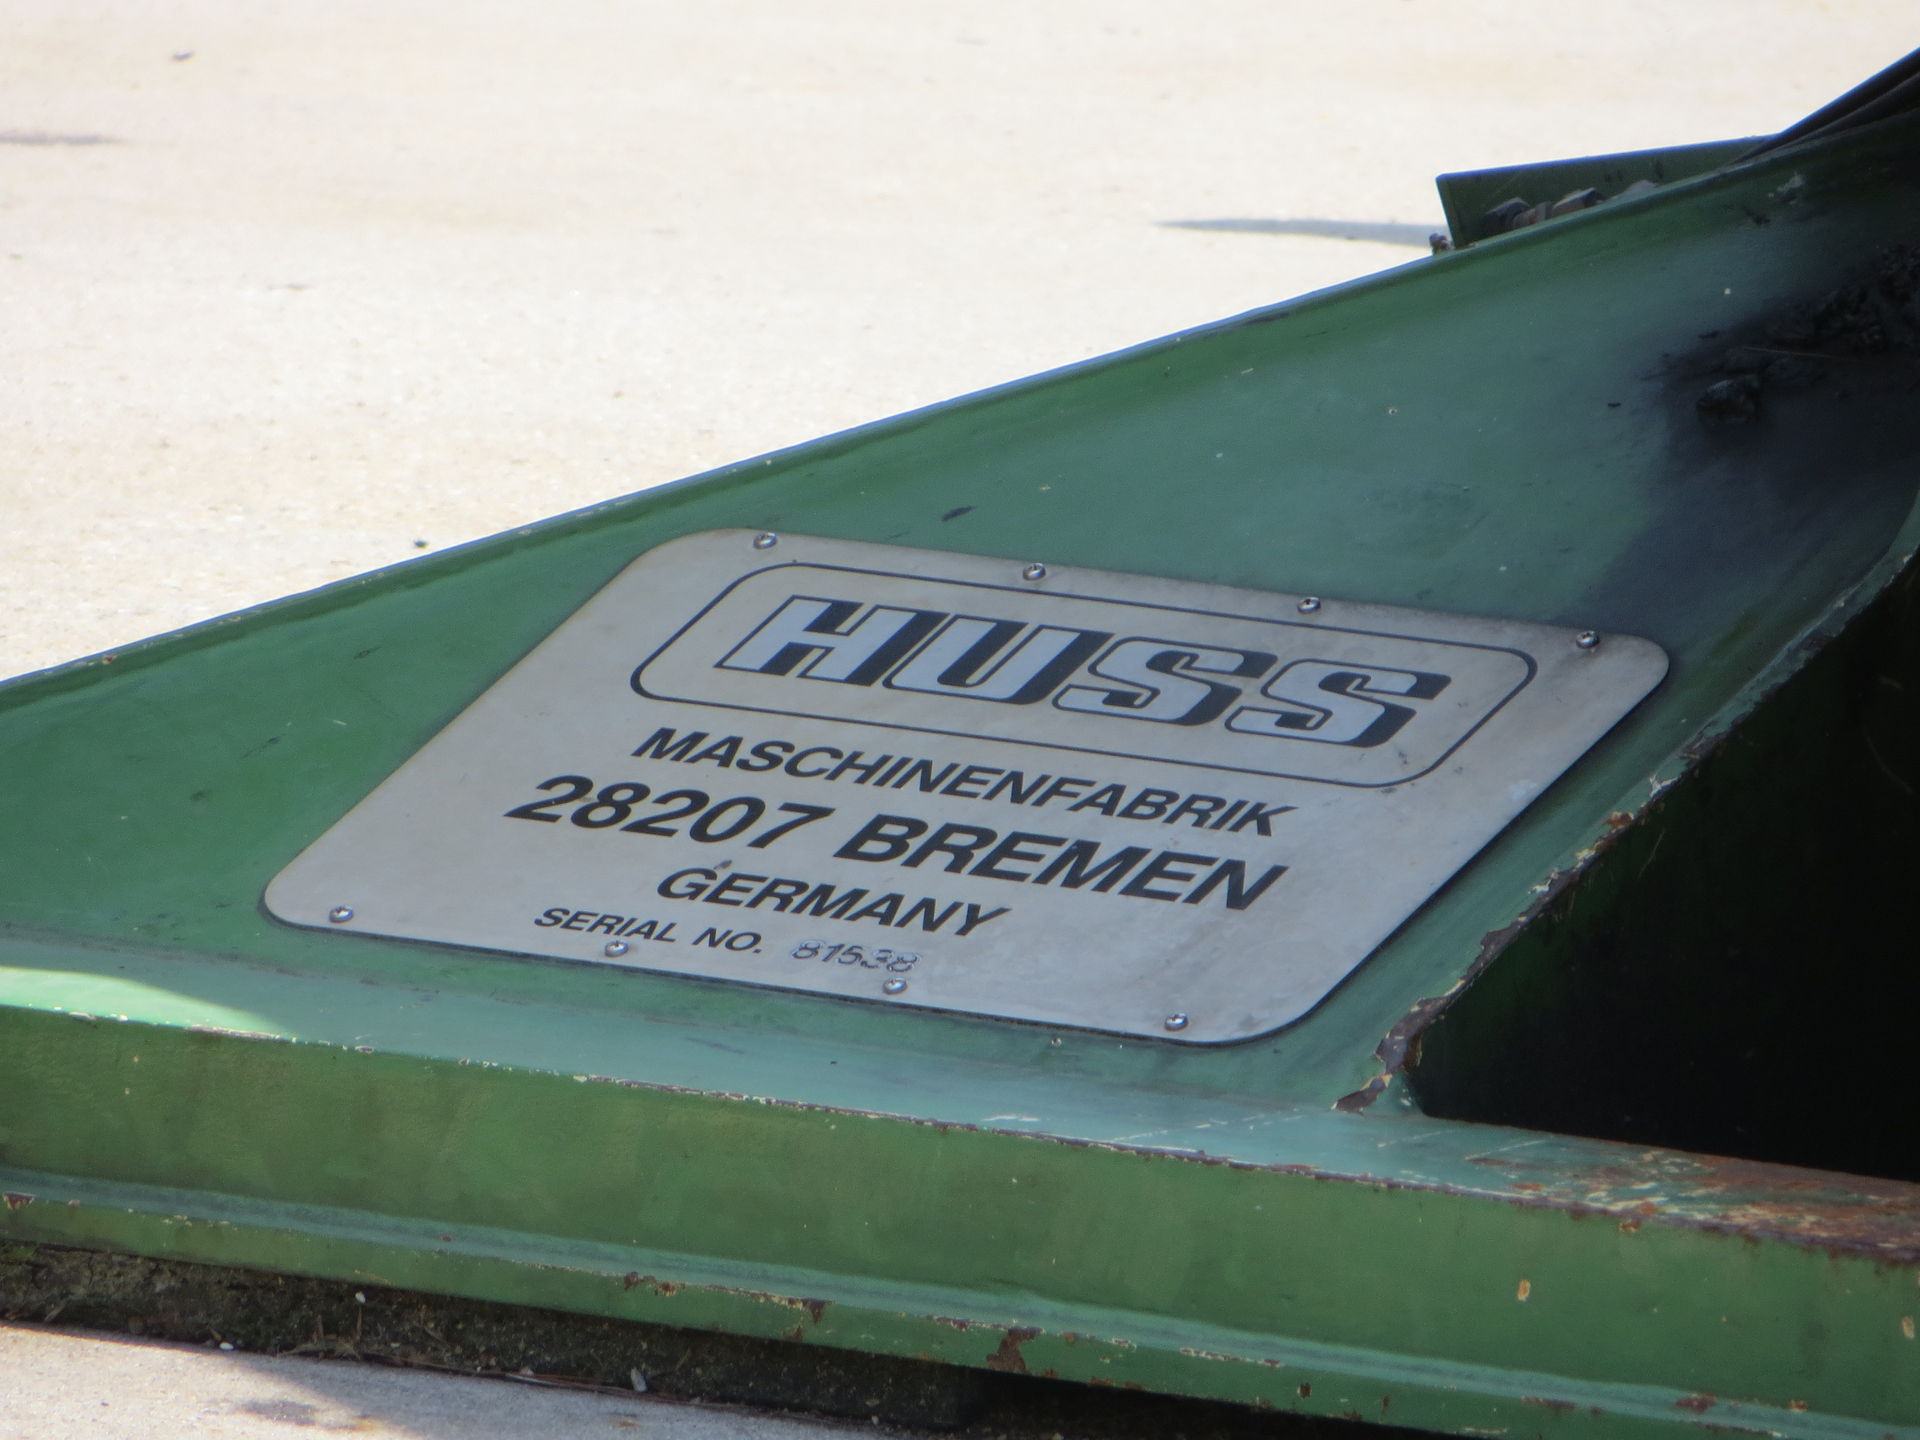 HUSS
MASCHINENFABRIK
28207 BREMEN
GERMANY
SERIAL NO. 81538